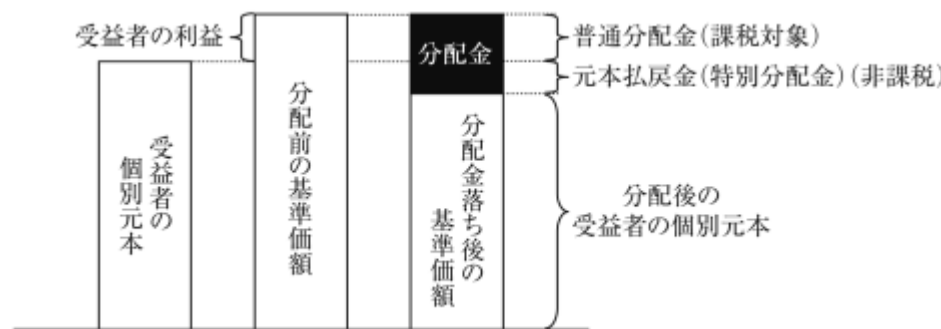 受益者の利益
受益者の
個別元本
分配前の基準価額
分配金
分配金落ち後の
基準価額
普通分配金(課税対象)
元本払戻金(特別分配金)(非課税)
分配後の
受益者の個別元本